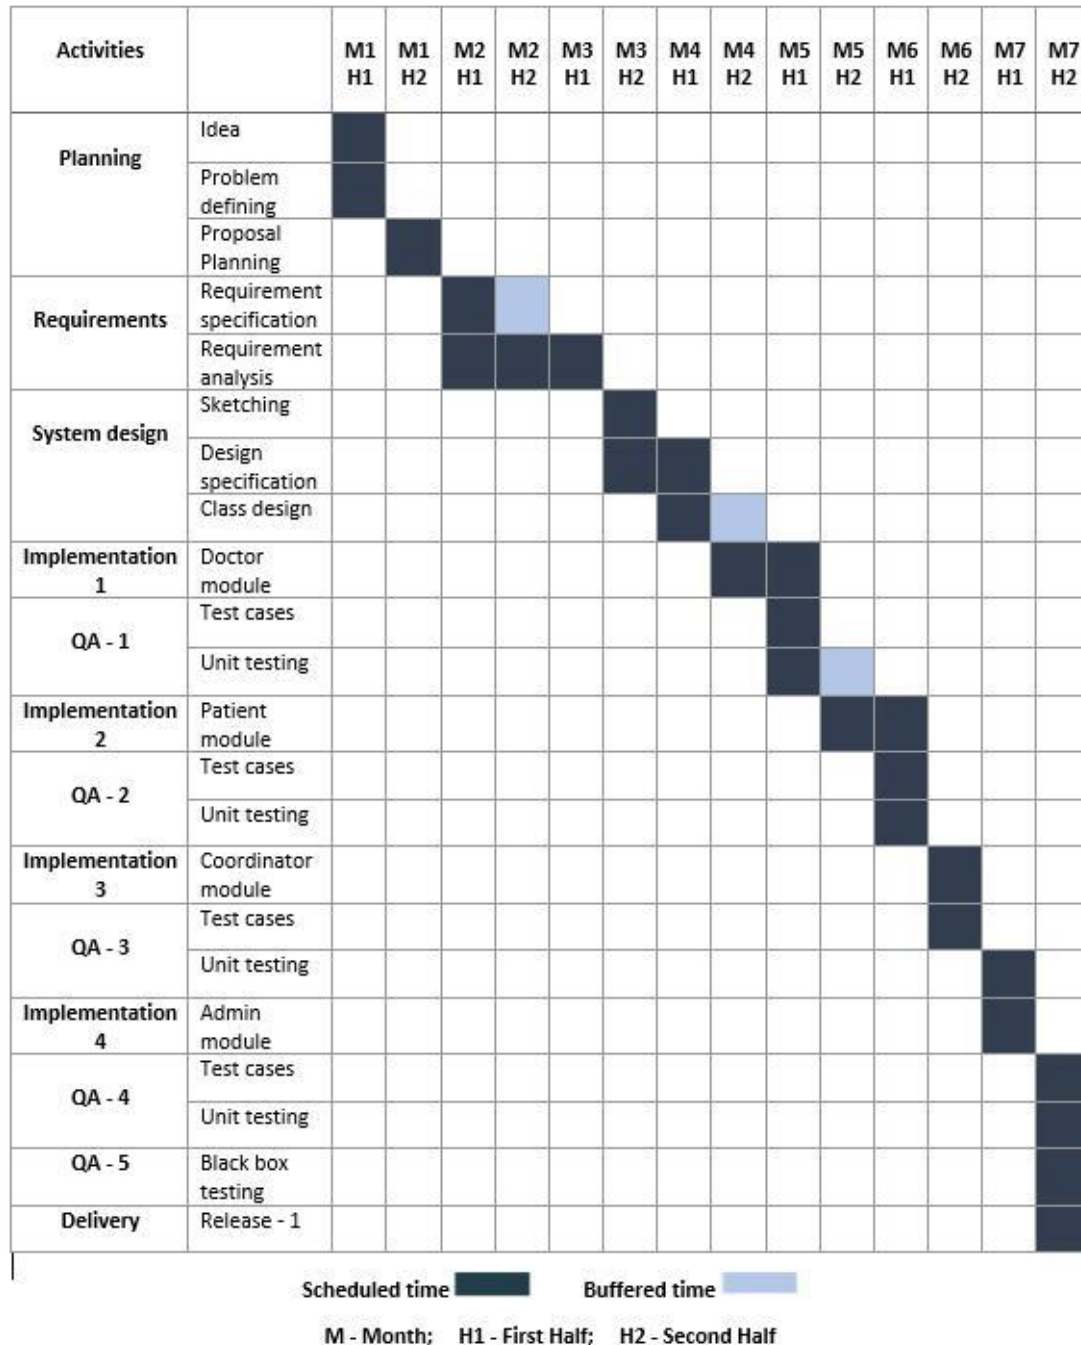 Activities
M1 M1 M2 M2 M3 M3 M4 M4 M5 M5 M6 M6 M7 M7
H1 H2 H1 H2 H1 H2 H1 H2 H1 H2 H1 H2 H1 H2
Planning
Idea
Problem
defining
Proposal
Planning
Requirements
Requirement
specification
Requirement
analysis
System design
Sketching
Design
specification
Class design
Implementation
1
Doctor
module
QA - 1
Test cases
Unit testing
Implementation
2
Patient
module
QA - 2
Test cases
Unit testing
Implementation
3
Coordinator
module
QA - 3
Test cases
Unit testing
Implementation
4
Admin
module
QA - 4
Test cases
Unit testing
QA - 5
Black box
testing
Delivery
Release - 1
Scheduled time Buffered time
M - Month; H1 - First Half; H2 - Second Half